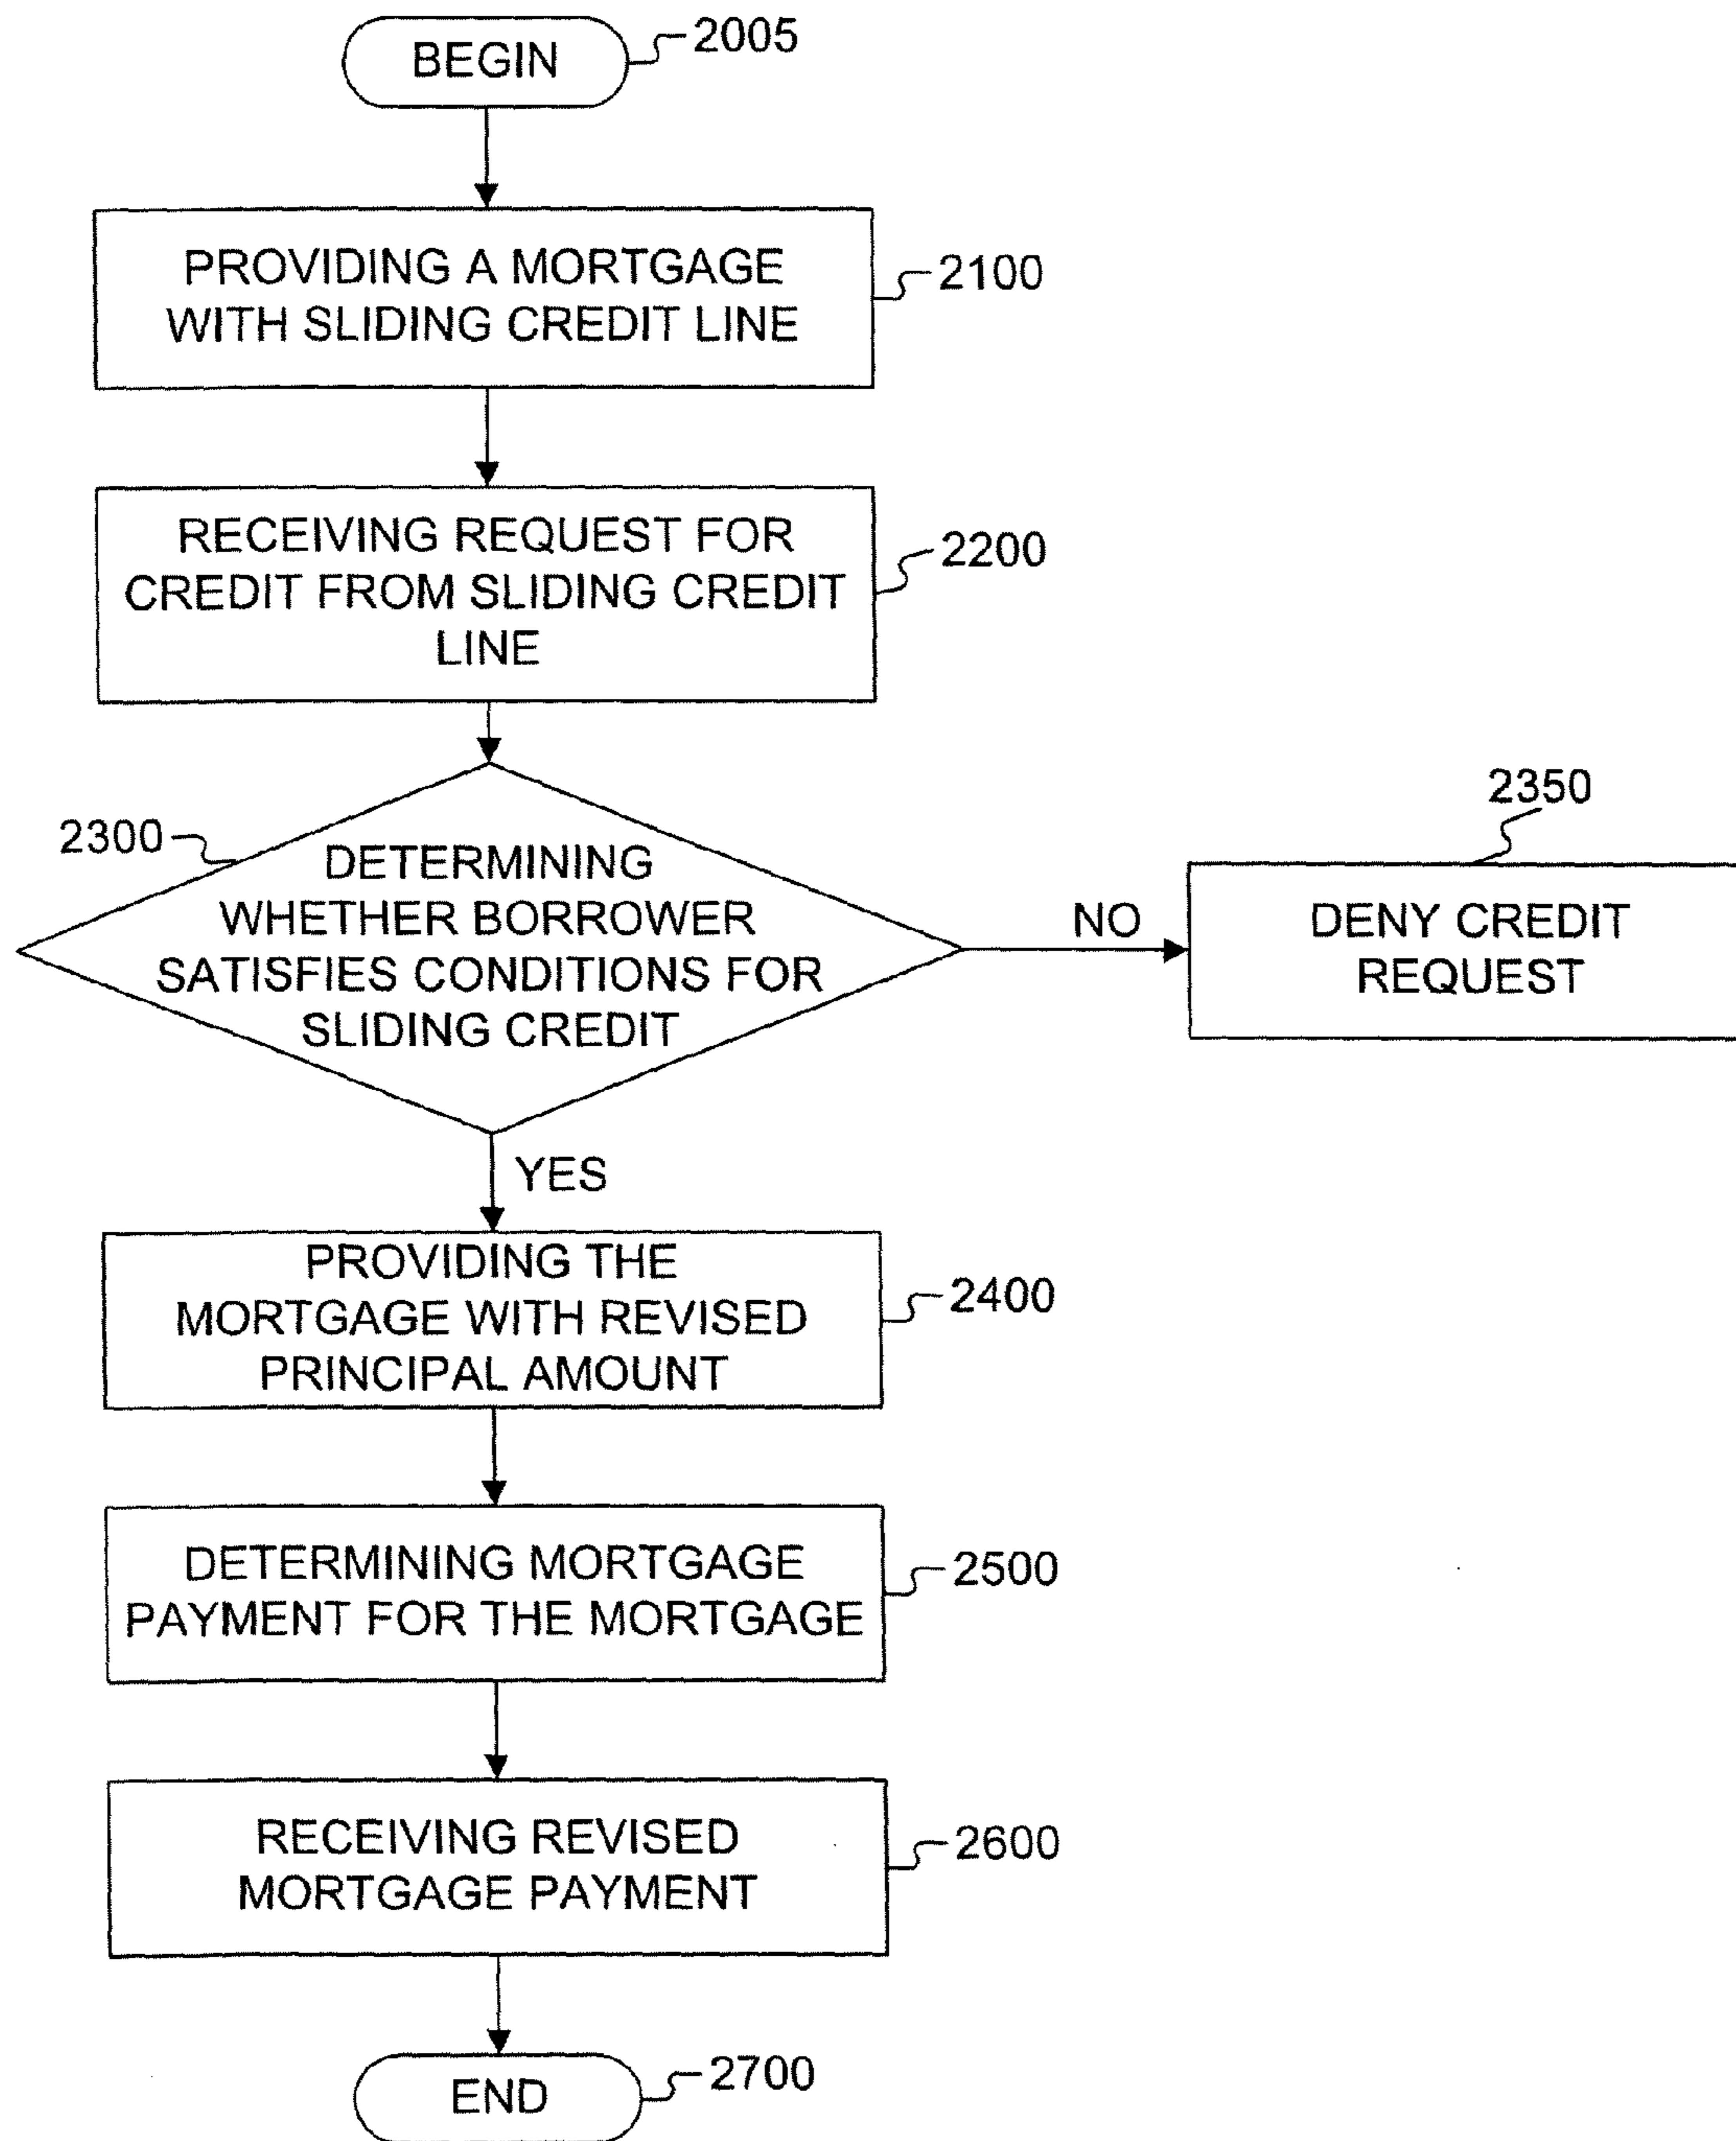 BEGIN
2005
PROVIDING A MORTGAGE
WITH SLIDING CREDIT LINE
2100
RECEIVING REQUEST FOR
CREDIT FROM SLIDING CREDIT
LINE
2200
2300
DETERMINING
WHETHER BORROWER
SATISFIES CONDITIONS FOR
SLIDING CREDIT
NO
2350
DENY CREDIT
REQUEST
YES
PROVIDING THE
MORTGAGE WITH REVISED
PRINCIPAL AMOUNT
2400
DETERMINING MORTGAGE
PAYMENT FOR THE MORTGAGE
2500
RECEIVING REVISED
MORTGAGE PAYMENT
2600
END
2700